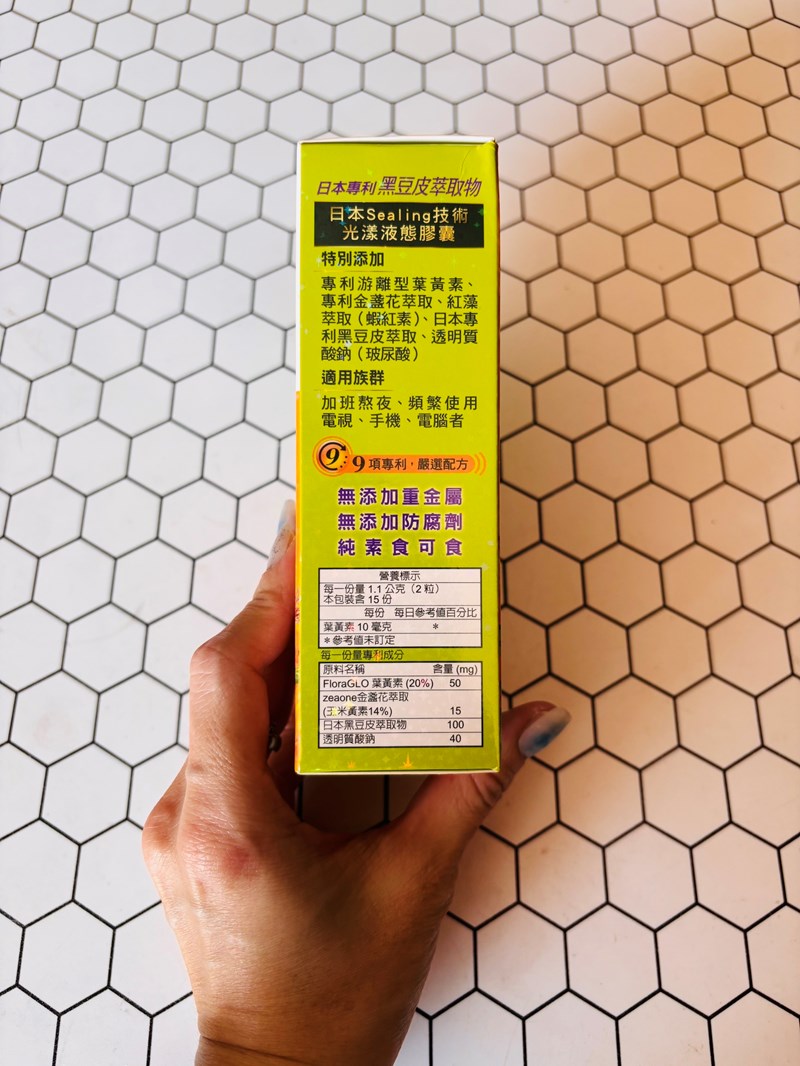 日本專利 黑豆皮萃取物
日本Sealing技術
光漾液態膠囊
特別添加
專利游離型葉黃素、
專利金盞花萃取、紅藻
萃取（蝦紅素）、日本專
利黑豆皮萃取、透明質
酸鈉（玻尿酸）
適用族群
加班熬夜、頻繁使用
電視、手機、電腦者
9 9項專利，嚴選配方
無添加重金屬
無添加防腐劑
純素食可食
營養標示
每一份量 1.1 公克（2 粒）
本包裝含 15 份
每份 每日參考值百分比
葉黃素 10 毫克 *
*參考值未訂定
每一份量專利成分
原料名稱 含量 (mg)
FloraGLO 葉黃素 (20%) 50
zeaone金盞花萃取
(玉米黃素14%) 15
日本黑豆皮萃取物 100
透明質酸鈉 40